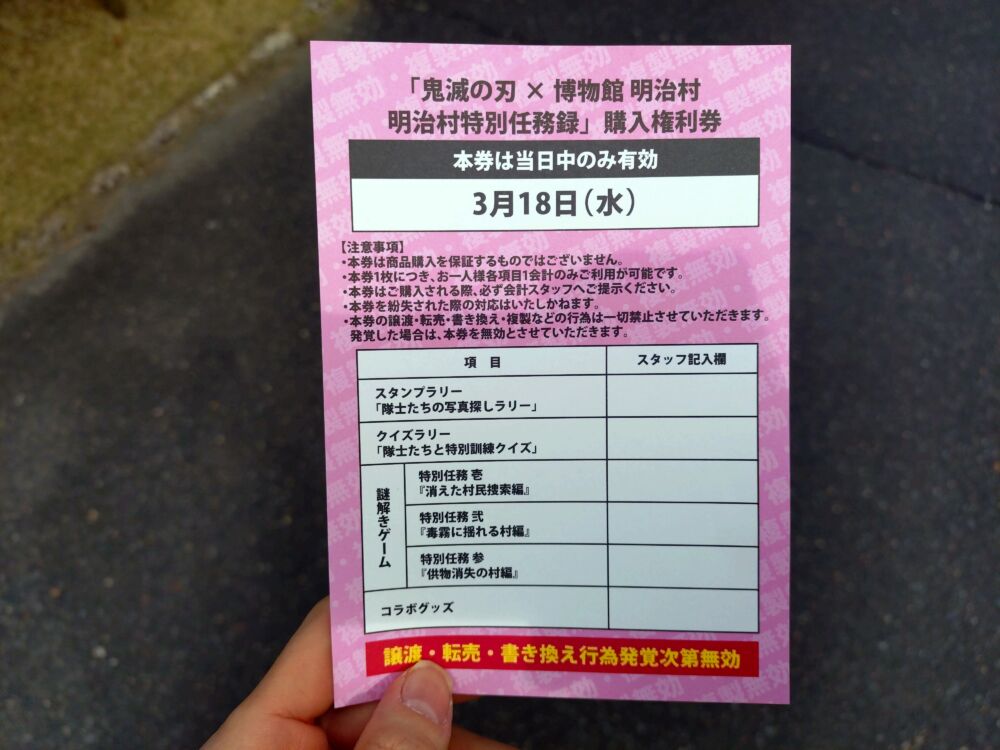 「鬼滅の刃 × 博物館 明治村
明治村特別任務録」購入権利券
本券は当日中のみ有効
3月18日（水）
【注意事項】
・本券は商品購入を保証するものではございません。
・本券1枚につき、お一人様各項目1会計のみご利用が可能です。
・本券はご購入される際、必ず会計スタッフへご提示ください。
・本券を紛失された際の対応はいたしかねます。
・本券の譲渡・転売・書き換え・複製などの行為は一切禁止させていただきます。
発覚した場合は、本券を無効とさせていただきます。
項 目
スタッフ記入欄
スタンプラリー
「隊士たちの写真探しラリー」
クイズラリー
「隊士たちと特別訓練クイズ」
謎解きゲーム
特別任務 壱
『消えた村民捜索編』
特別任務 弐
『毒霧に揺れる村編』
特別任務 参
『供物消失の村編』
コラボグッズ
譲渡・転売・書き換え行為発覚次第無効
複製無効・複製無効・複製無効